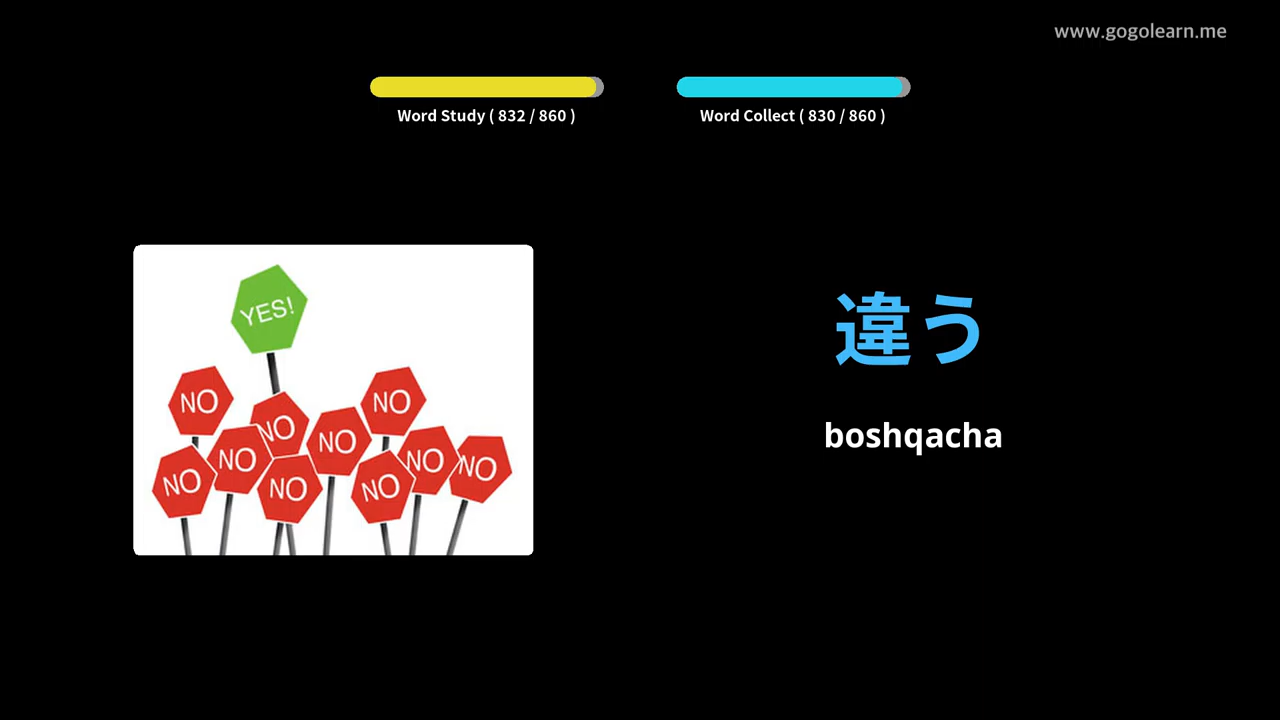 www.gogolearn.me
Word Study ( 832 / 860 )
Word Collect ( 830 / 860 )
YES!
NO
NO
NO
NO
NO
NO
NO
NO
NO
NO
違う
boshqacha